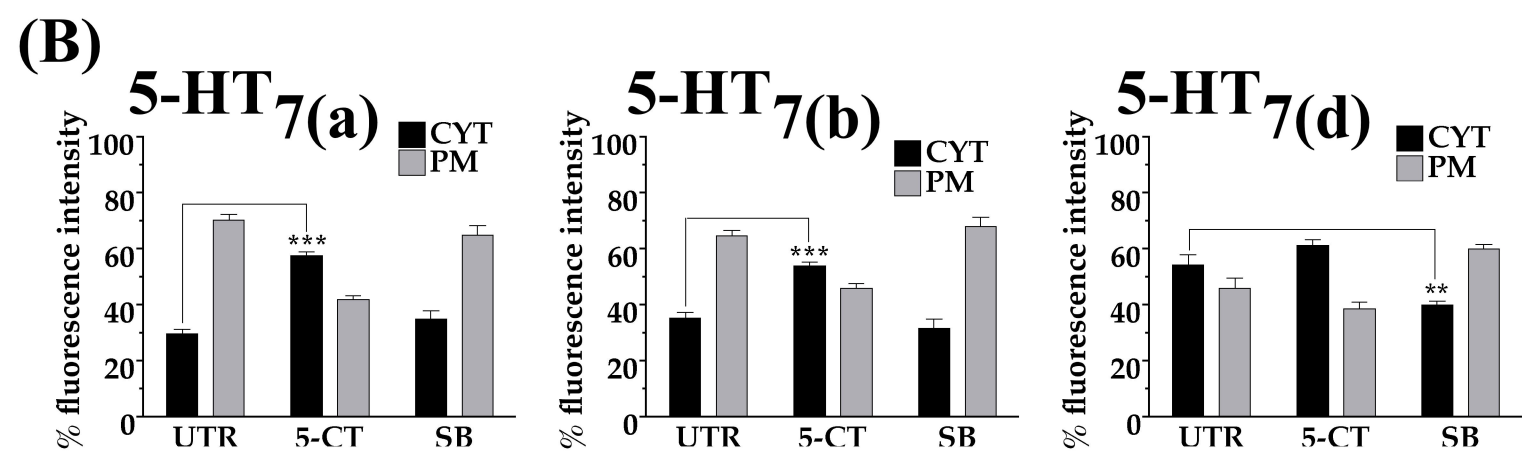 (B)
5-HT7(a)
CYT
PM
% fluorescence intensity
100
80
60
40
20
0
***
UTR 5-CT SB
5-HT7(b)
CYT
PM
% fluorescence intensity
100
80
60
40
20
0
***
UTR 5-CT SB
5-HT7(d)
CYT
PM
% fluorescence intensity
100
80
60
40
20
0
**
UTR 5-CT SB